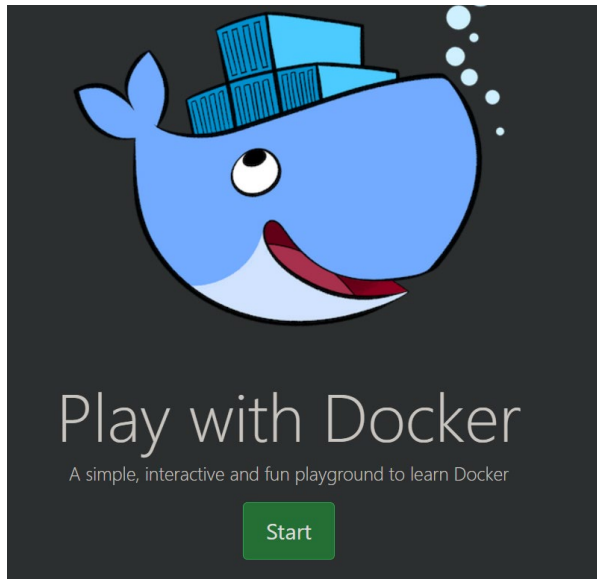 Play with Docker
A simple, interactive and fun playground to learn Docker
Start